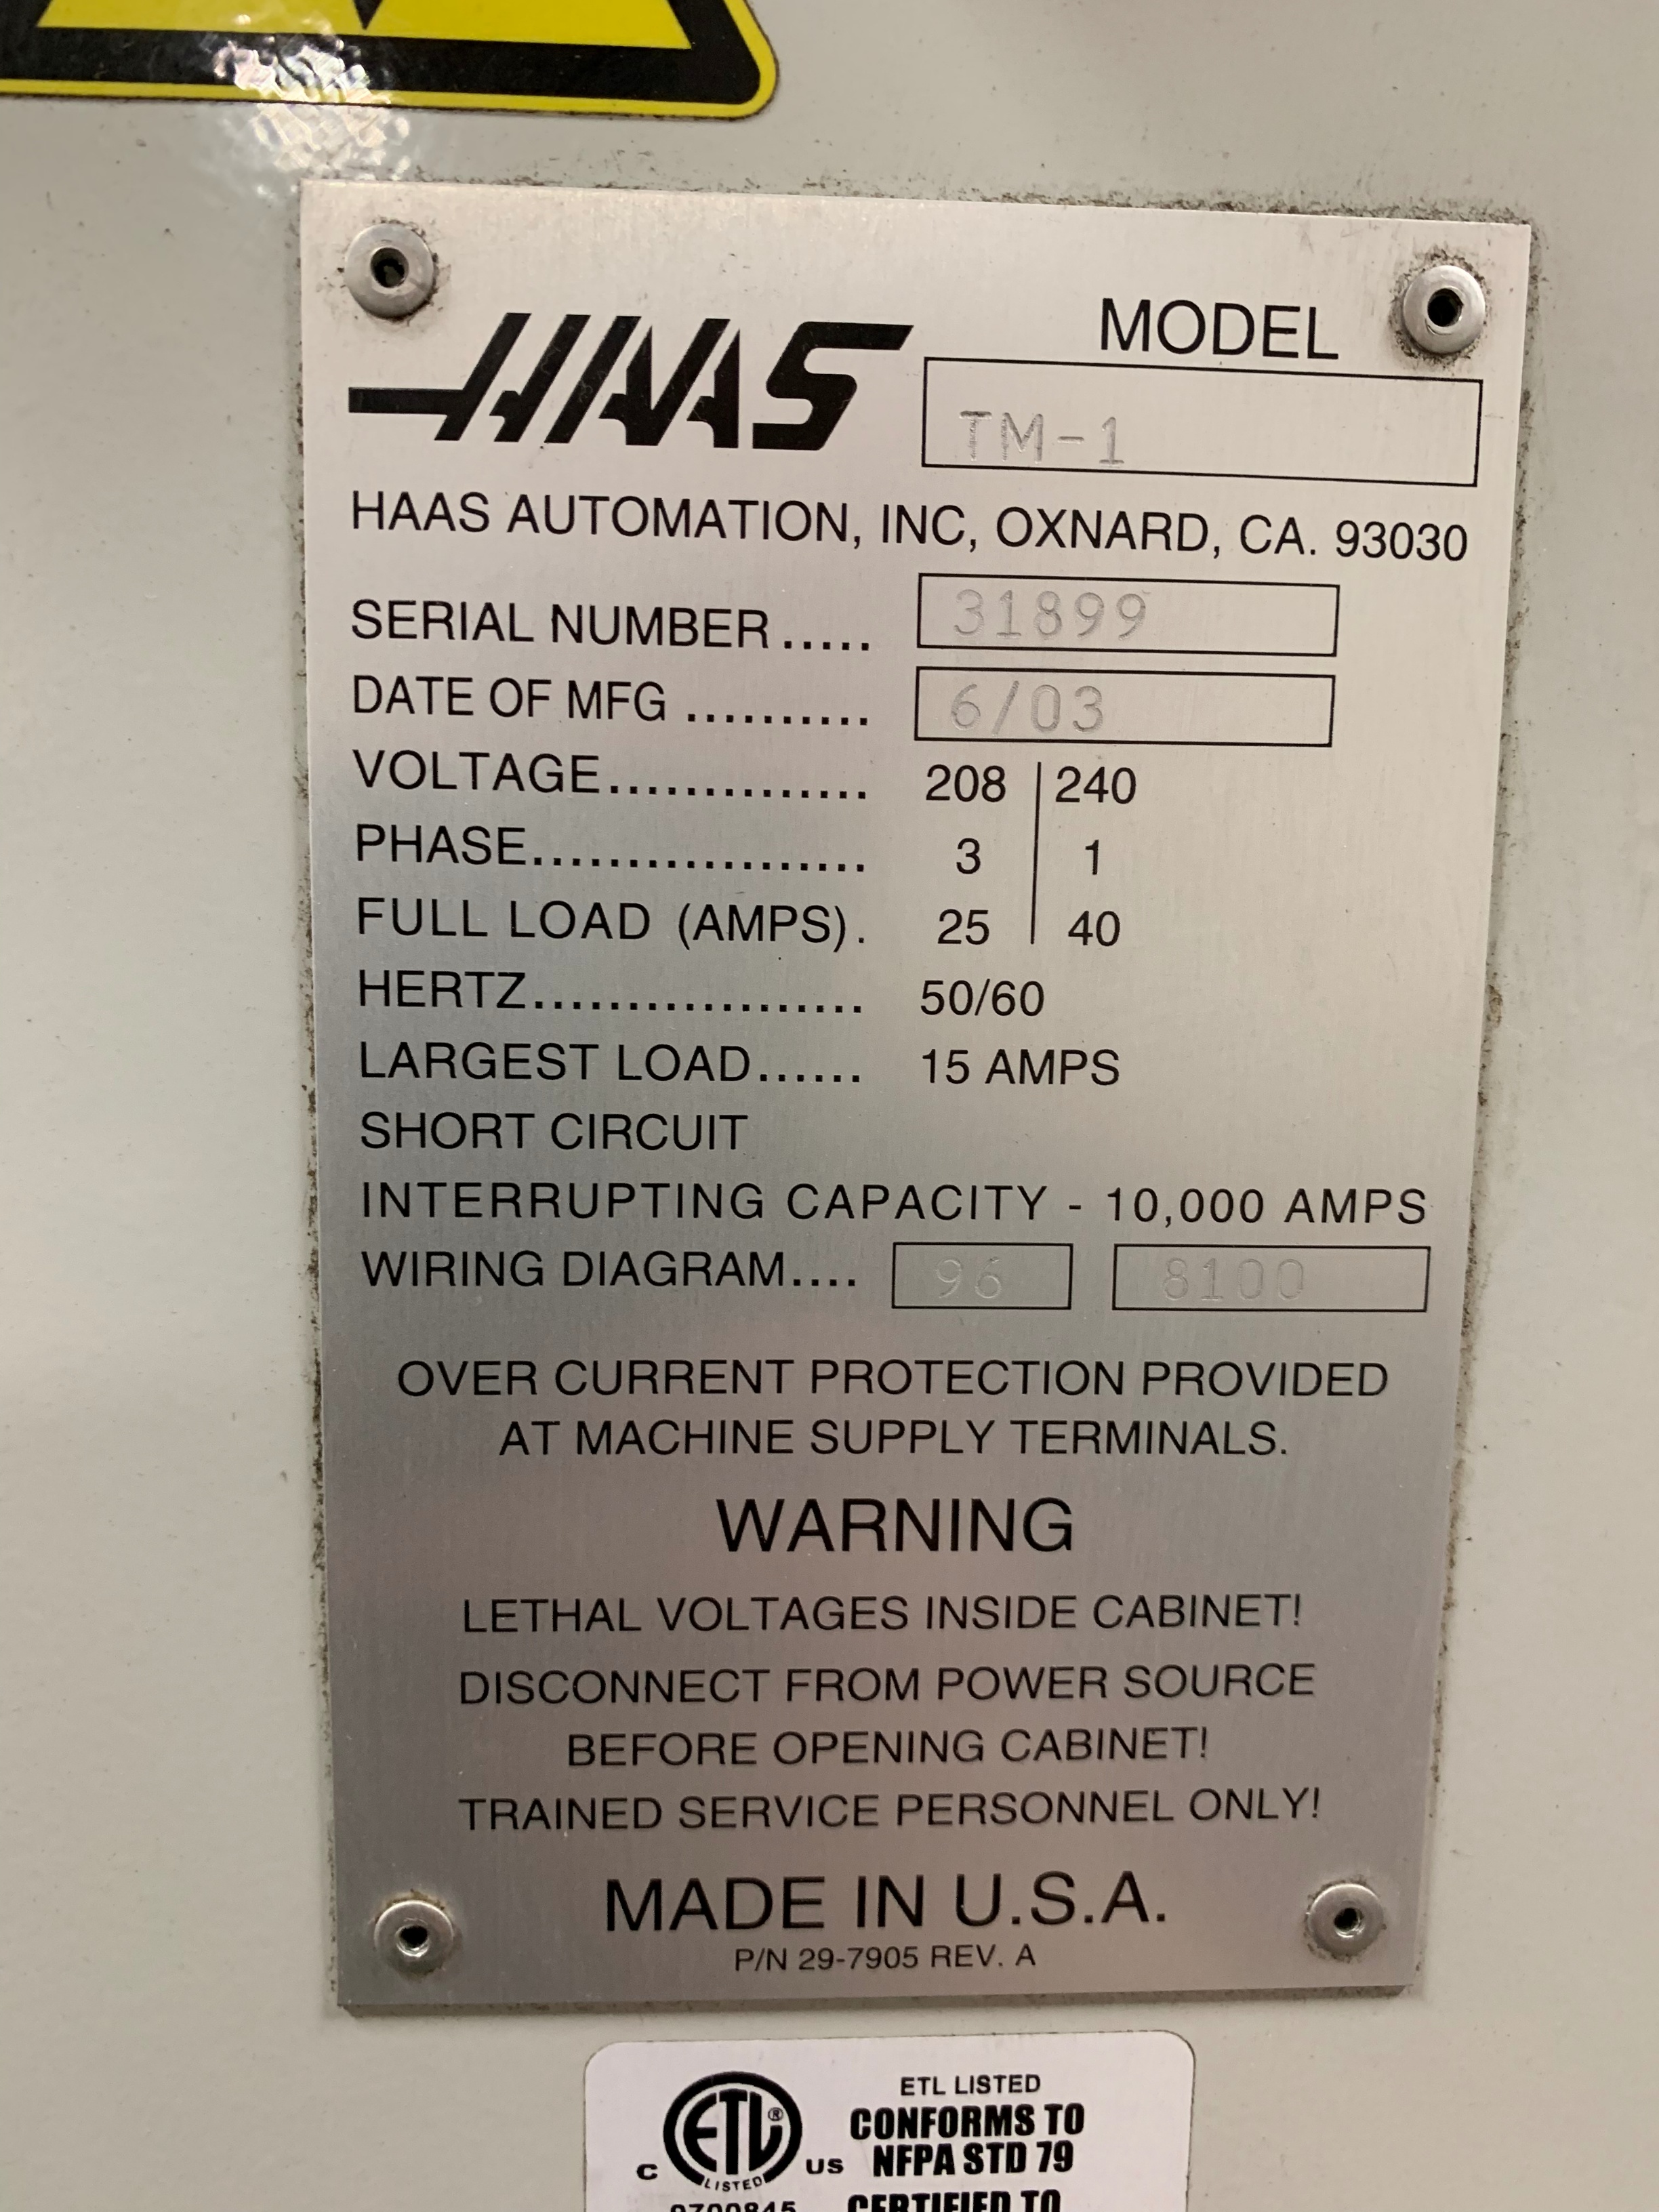 MODEL
HAAS TM-1
HAAS AUTOMATION, INC, OXNARD, CA. 93030
SERIAL NUMBER ..... 31899
DATE OF MFG .......... 6/03
VOLTAGE.............. 208 | 240
PHASE.................. 3 | 1
FULL LOAD (AMPS). 25 | 40
HERTZ.................. 50/60
LARGEST LOAD...... 15 AMPS
SHORT CIRCUIT
INTERRUPTING CAPACITY - 10,000 AMPS
WIRING DIAGRAM.... 96 8100
OVER CURRENT PROTECTION PROVIDED
AT MACHINE SUPPLY TERMINALS.
WARNING
LETHAL VOLTAGES INSIDE CABINET!
DISCONNECT FROM POWER SOURCE
BEFORE OPENING CABINET!
TRAINED SERVICE PERSONNEL ONLY!
MADE IN U.S.A.
P/N 29-7905 REV. A
ETL LISTED
CONFORMS TO
NFPA STD 79
C ETL® US
LISTED
9700845 CERTIFIED TO